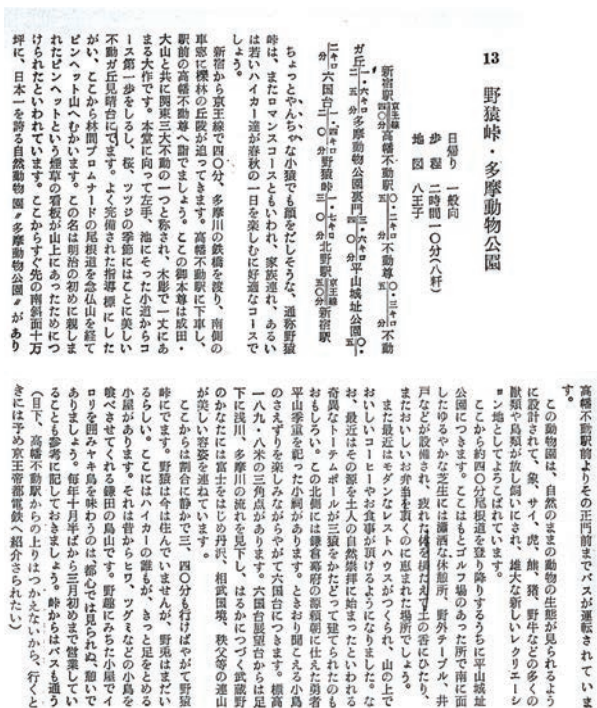 13 野猿峠・多摩動物公園
日帰り 一般向
歩程 二時間一〇分(八粁)
地図 八王子
新宿駅 京王線 四〇分 高幡不動駅 〇・二キロ 五分 不動尊 〇・三キロ 五分 不動
ガ丘 一・六キロ 二五分 多摩動物公園裏門 三・六キロ 四〇分 平山城址公園 〇・
二キロ 五分 六国台 一・四キロ 二〇分 野猿峠 一・七キロ 三〇分 北野駅 京王線 五〇分 新宿駅
ちょっとやんちゃな小猿でも顔をだしそうな、通称野猿
峠は、またロマンスコースともいわれ、家族連れ、あるい
は若いハイカー達が春秋の一日を楽しむに好適なコースで
しょう。
新宿から京王線で四〇分、多摩川の鉄橋を渡り、南側の
車窓に櫟林の丘陵が迫ってきます。高幡不動駅に下車し、
駅前の高幡不動尊へ詣でましょう。ここの御本尊は成田・
大山と共に関東三大不動の一つと称され、木彫で一丈にあ
まる大作です。本堂に向って左手、池にそった小道からコ
ース第一歩をしるし、桜、ツツジの季節にはことに美しい
不動ガ丘見晴台にでます。よく完備された指導標にした
がい、ここから林間プロムナードの尾根道を念仏山を経て
ピンヘット山へむかいます。この名は明治の初めに親しま
れたピンヘットという煙草の看板が山上にあったためにつ
けられたといわれています。ここからすぐ先の南斜面十万
坪に、日本一を誇る自然動物園〝多摩動物公園〟があり
高幡不動駅前よりその正門前までバスが運転されていま
す。
この動物園は、自然のままの動物の生態が見られるよう
に設計されて、象、サイ、虎、熊、猪、野牛などの多くの
獣類や鳥類が放し飼いにされ、雄大な新しいレクリエーシ
ョン地としてよろこばれています。
ここから約四〇分尾根道を登り降りするうちに平山城址
公園につきます。ここはもとゴルフ場のあった所で南に面
したゆるやかな芝生には瀟洒な休憩所、野外テーブル、井
戸などが設備され、疲れた体を横たえて土の香にひたり、
またおいしいお弁当を頂くのに恵まれた場所でしょう。
また最近はモダンなレストハウスがつくられ、山の上で
おいしいコーヒーやお食事が頂けるようになりました。な
お、最近はその源を土人の自然崇拝に始まったといわれる
奇異なトーテムポールが三猿をかたどって建てられたのも
おもしろい。この北側には鎌倉幕府の源頼朝に仕えた勇者
平山季重を祀った小祠があります。ときおり聞こえる小鳥
のさえずりを楽しみながらやがて六国台につきます。標高
一八九・八米の三角点があります。六国台展望台からは足
下に浅川、多摩川の流れを見下し、はるかにつづく武蔵野
のかなたには富士をはじめ丹沢、相武国境、秩父等の連山
が美しい容姿を連ねています。
ここからは割合に静かで三、四〇分も行けばやがて野猿
峠にでます。野猿は今は住んでいませんが、野兎はまだい
るらしい。ここにはハイカーの誰もが、きっと足をとめる
小屋があります。それは昔からヒワ、ツグミなどの小鳥を
喰べさせてくれる鎌田の鳥山です。野趣にみちた小屋でイ
ロリを囲みヤキ鳥を味わうのは〝都心では見られぬ、憩いで
ありましょう。毎年十月半ばから三月初めまで営業してい
ることも参考に記しておきましょう。峠からはバスも通う
(目下、高幡不動駅からの上りはつかえないから、行くと
きには予め京王帝都電鉄へ紹介さられたい)